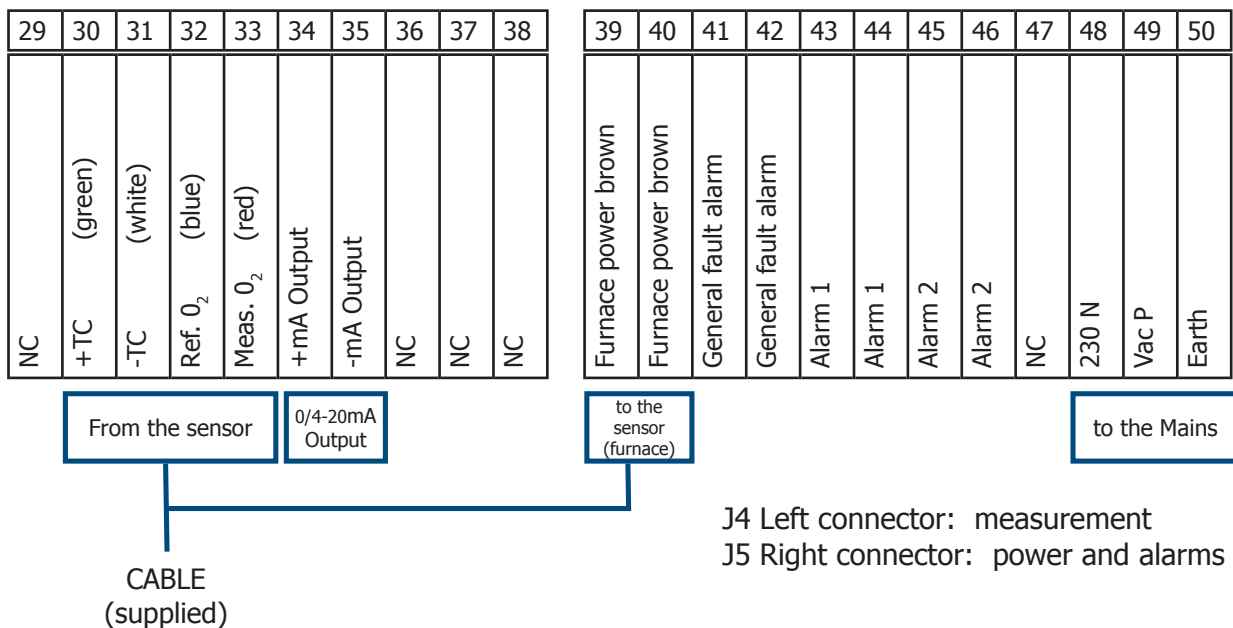 29 30 31 32 33 34 35 36 37 38
39 40 41 42 43 44 45 46 47 48 49 50
NC
+TC (green)
-TC (white)
Ref. 0₂ (blue)
Meas. 0₂ (red)
+mA Output
-mA Output
NC
NC
NC
Furnace power brown
Furnace power brown
General fault alarm
General fault alarm
Alarm 1
Alarm 1
Alarm 2
Alarm 2
NC
230 N
Vac P
Earth
From the sensor
0/4-20mA
Output
to the
sensor
(furnace)
to the Mains
J4 Left connector: measurement
J5 Right connector: power and alarms
CABLE
(supplied)